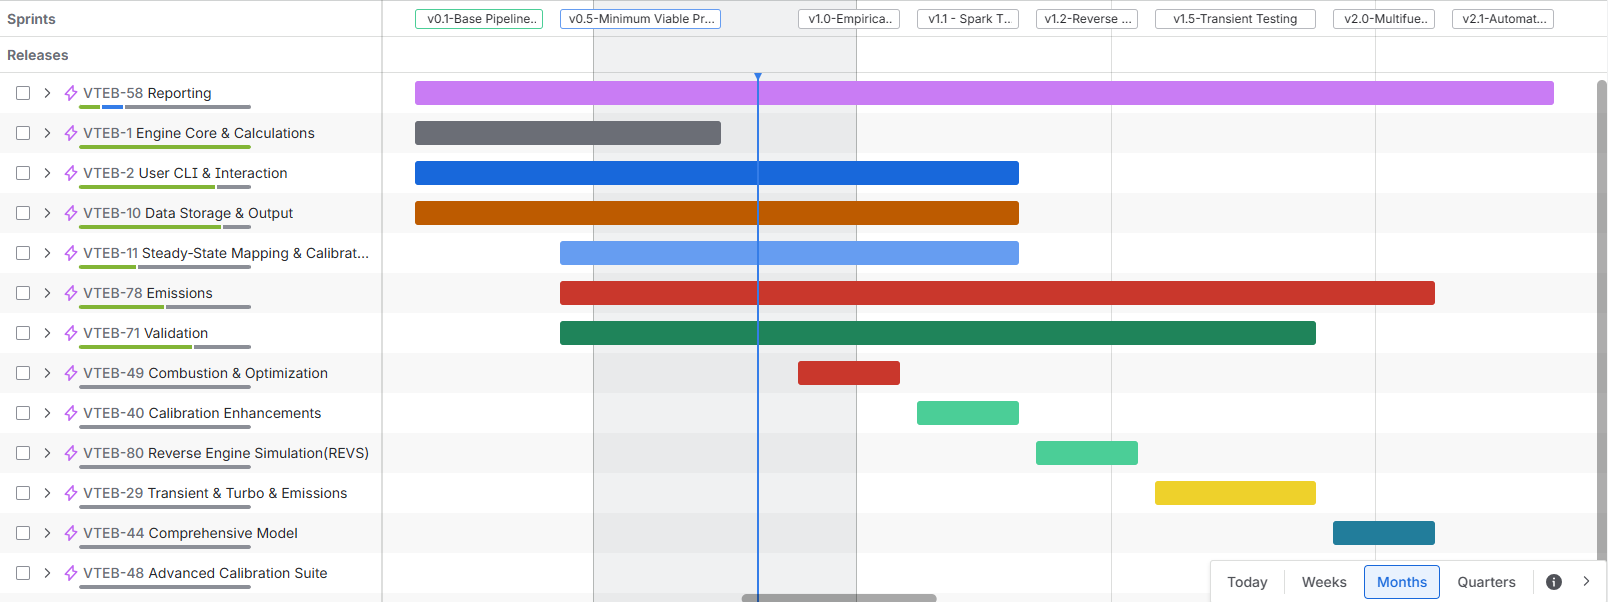 Sprints
v0.1-Base Pipeline...
v0.5-Minimum Viable Pr...
v1.0-Empirica...
v1.1 - Spark T...
v1.2-Reverse ...
v1.5-Transient Testing
v2.0-Multifue...
v2.1-Automat...
Releases
VTEB-58 Reporting
VTEB-1 Engine Core & Calculations
VTEB-2 User CLI & Interaction
VTEB-10 Data Storage & Output
VTEB-11 Steady-State Mapping & Calibrat...
VTEB-78 Emissions
VTEB-71 Validation
VTEB-49 Combustion & Optimization
VTEB-40 Calibration Enhancements
VTEB-80 Reverse Engine Simulation(REVS)
VTEB-29 Transient & Turbo & Emissions
VTEB-44 Comprehensive Model
VTEB-48 Advanced Calibration Suite
Today
Weeks
Months
Quarters